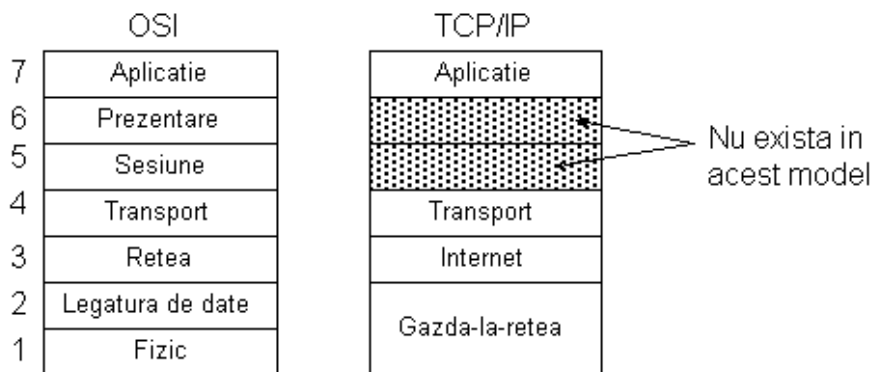 OSI
TCP/IP
7
Aplicatie
Aplicatie
6
Prezentare
5
Sesiune
Nu exista in
acest model
4
Transport
Transport
3
Retea
Internet
2
Legatura de date
Gazda-la-retea
1
Fizic